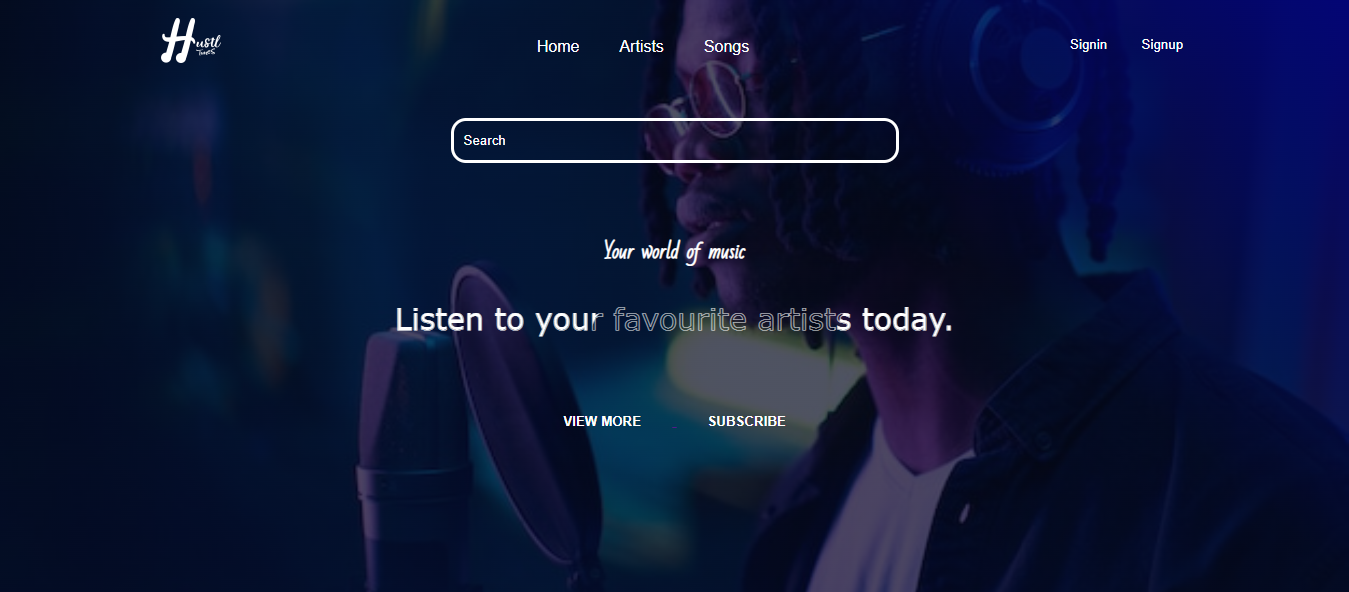 Hustl
Tunes
Home Artists Songs
Signin Signup
Search
Your world of music
Listen to your favourite artists today.
VIEW MORE SUBSCRIBE